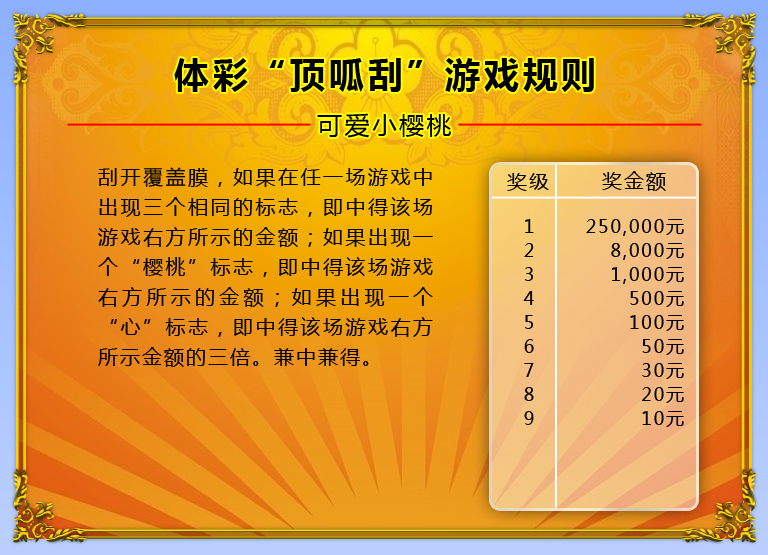 体彩“顶呱刮”游戏规则
可爱小樱桃
刮开覆盖膜，如果在任一场游戏中
出现三个相同的标志，即中得该场
游戏右方所示的金额；如果出现一
个“樱桃”标志，即中得该场游戏
右方所示的金额；如果出现一个
“心”标志，即中得该场游戏右方
所示金额的三倍。兼中兼得。
奖级 奖金额
1 250,000元
2 8,000元
3 1,000元
4 500元
5 100元
6 50元
7 30元
8 20元
9 10元